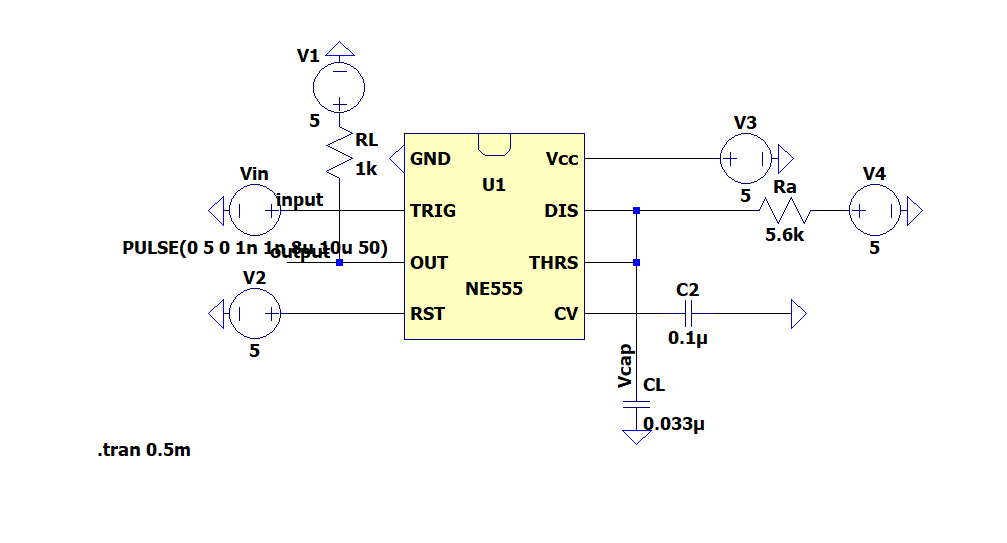 V1
5
RL
1k
V3
5
Vin
input
PULSE(0 5 0 1n 1n 8u 10u 50)
output
V2
5
GND
TRIG
OUT
RST
U1
NE555
Vcc
DIS
THRS
CV
Ra
5.6k
V4
5
C2
0.1µ
Vcap
CL
0.033µ
.tran 0.5m